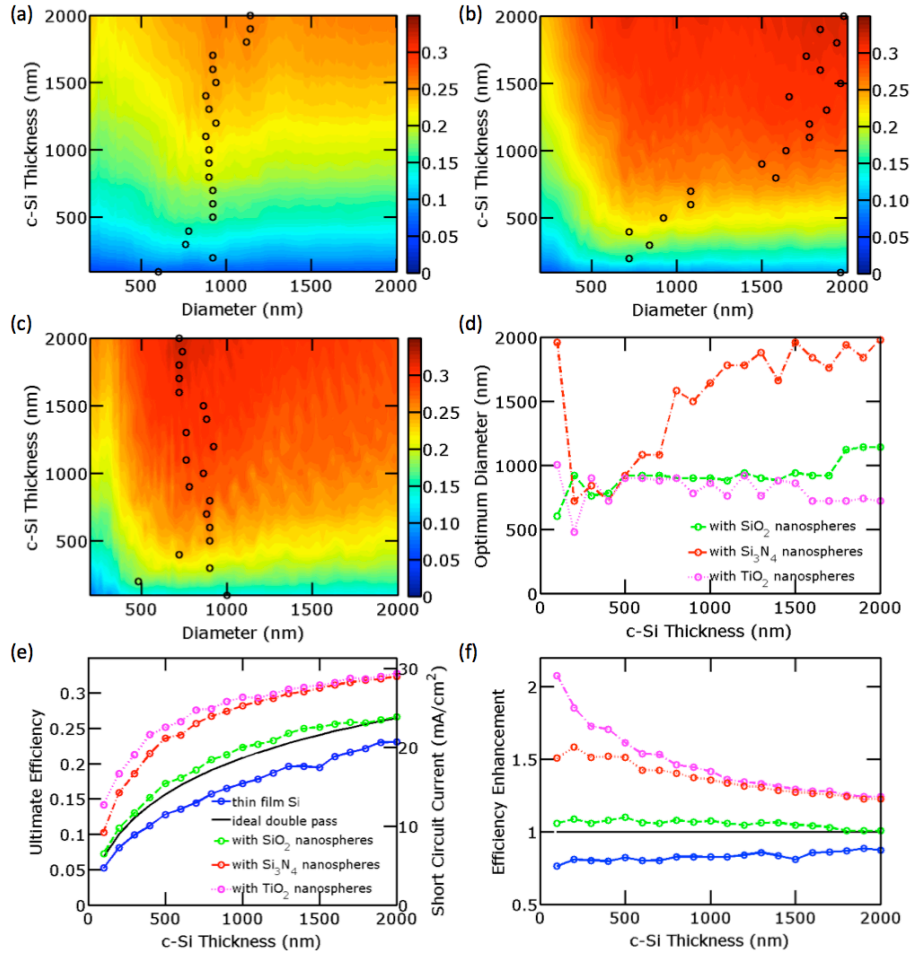 (a)
2000
1500
1000
500
c-Si Thickness (nm)
500 1000 1500 2000
Diameter (nm)
0.3
0.25
0.2
0.15
0.1
0.05
0
(b)
2000
1500
1000
500
c-Si Thickness (nm)
500 1000 1500 2000
Diameter (nm)
0.3
0.25
0.2
0.15
0.1
0.05
0
(c)
2000
1500
1000
500
c-Si Thickness (nm)
500 1000 1500 2000
Diameter (nm)
0.3
0.25
0.2
0.15
0.1
0.05
0
(d)
2000
1500
1000
500
0
Optimum Diameter (nm)
with SiO₂ nanospheres
with Si₃N₄ nanospheres
with TiO₂ nanospheres
0 500 1000 1500 2000
c-Si Thickness (nm)
(e)
0.3
0.25
0.2
0.15
0.1
0.05
0
Ultimate Efficiency
thin film Si
ideal double pass
with SiO₂ nanospheres
with Si₃N₄ nanospheres
with TiO₂ nanospheres
30
20
10
0
Short Circuit Current (mA/cm²)
0 500 1000 1500 2000
c-Si Thickness (nm)
(f)
2
1.5
1
0.5
Efficiency Enhancement
0 500 1000 1500 2000
c-Si Thickness (nm)